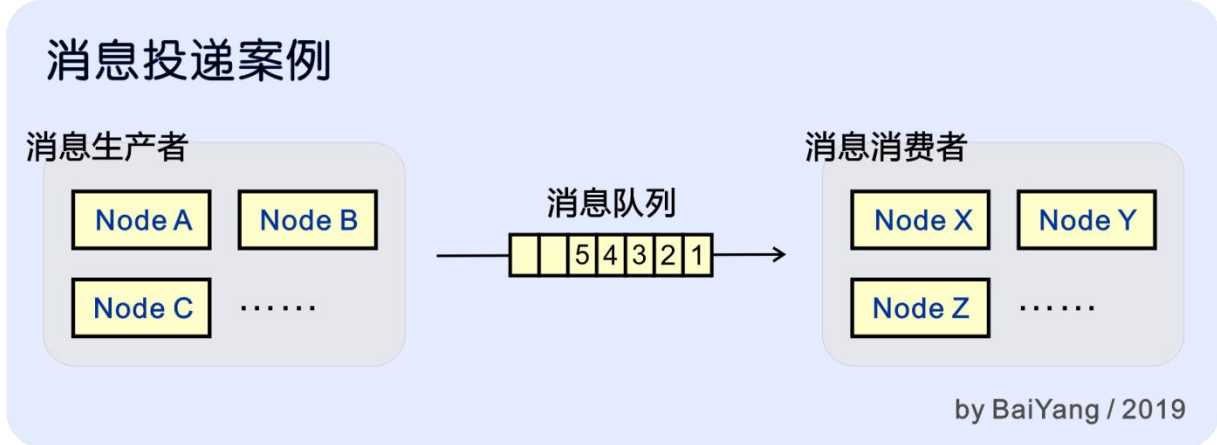 消息投递案例
消息生产者
Node A
Node B
Node C
……
消息队列
5 4 3 2 1
消息消费者
Node X
Node Y
Node Z
……
by BaiYang / 2019